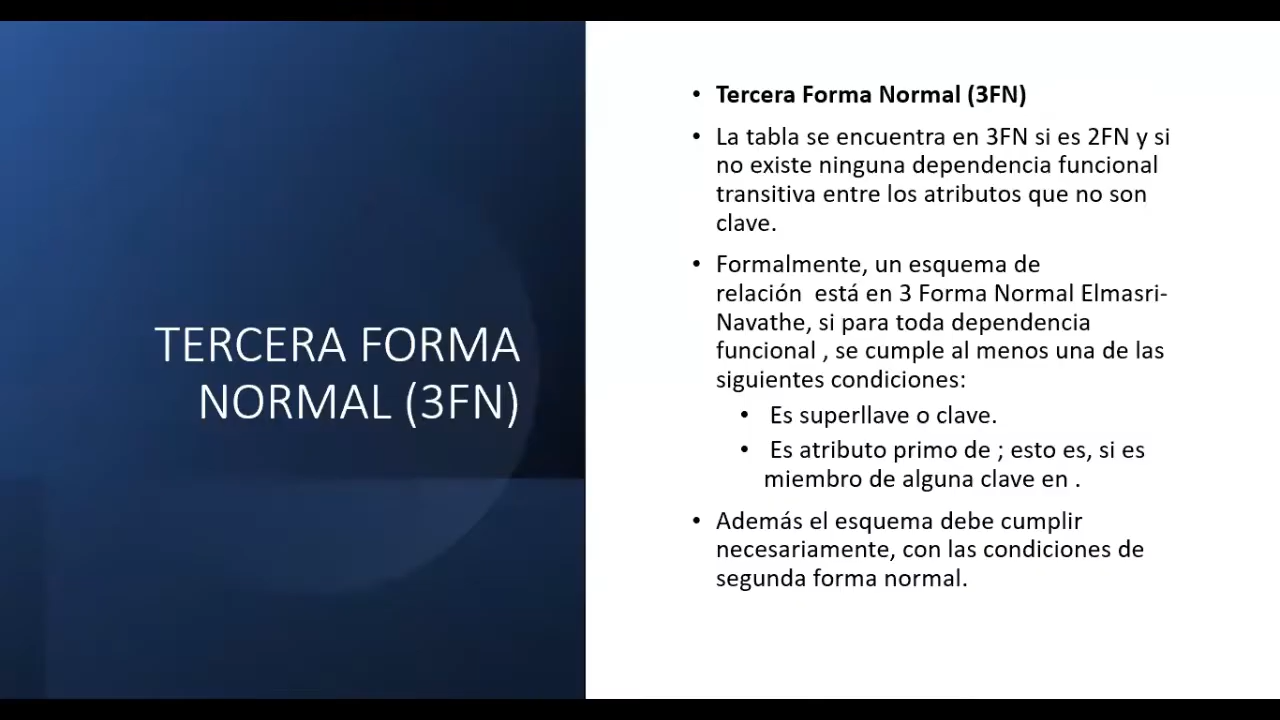 TERCERA FORMA
NORMAL (3FN)
• Tercera Forma Normal (3FN)
• La tabla se encuentra en 3FN si es 2FN y si
no existe ninguna dependencia funcional
transitiva entre los atributos que no son
clave.
• Formalmente, un esquema de
relación  está en 3 Forma Normal Elmasri-
Navathe, si para toda dependencia
funcional , se cumple al menos una de las
siguientes condiciones:
• Es superllave o clave.
• Es atributo primo de ; esto es, si es
miembro de alguna clave en .
• Además el esquema debe cumplir
necesariamente, con las condiciones de
segunda forma normal.